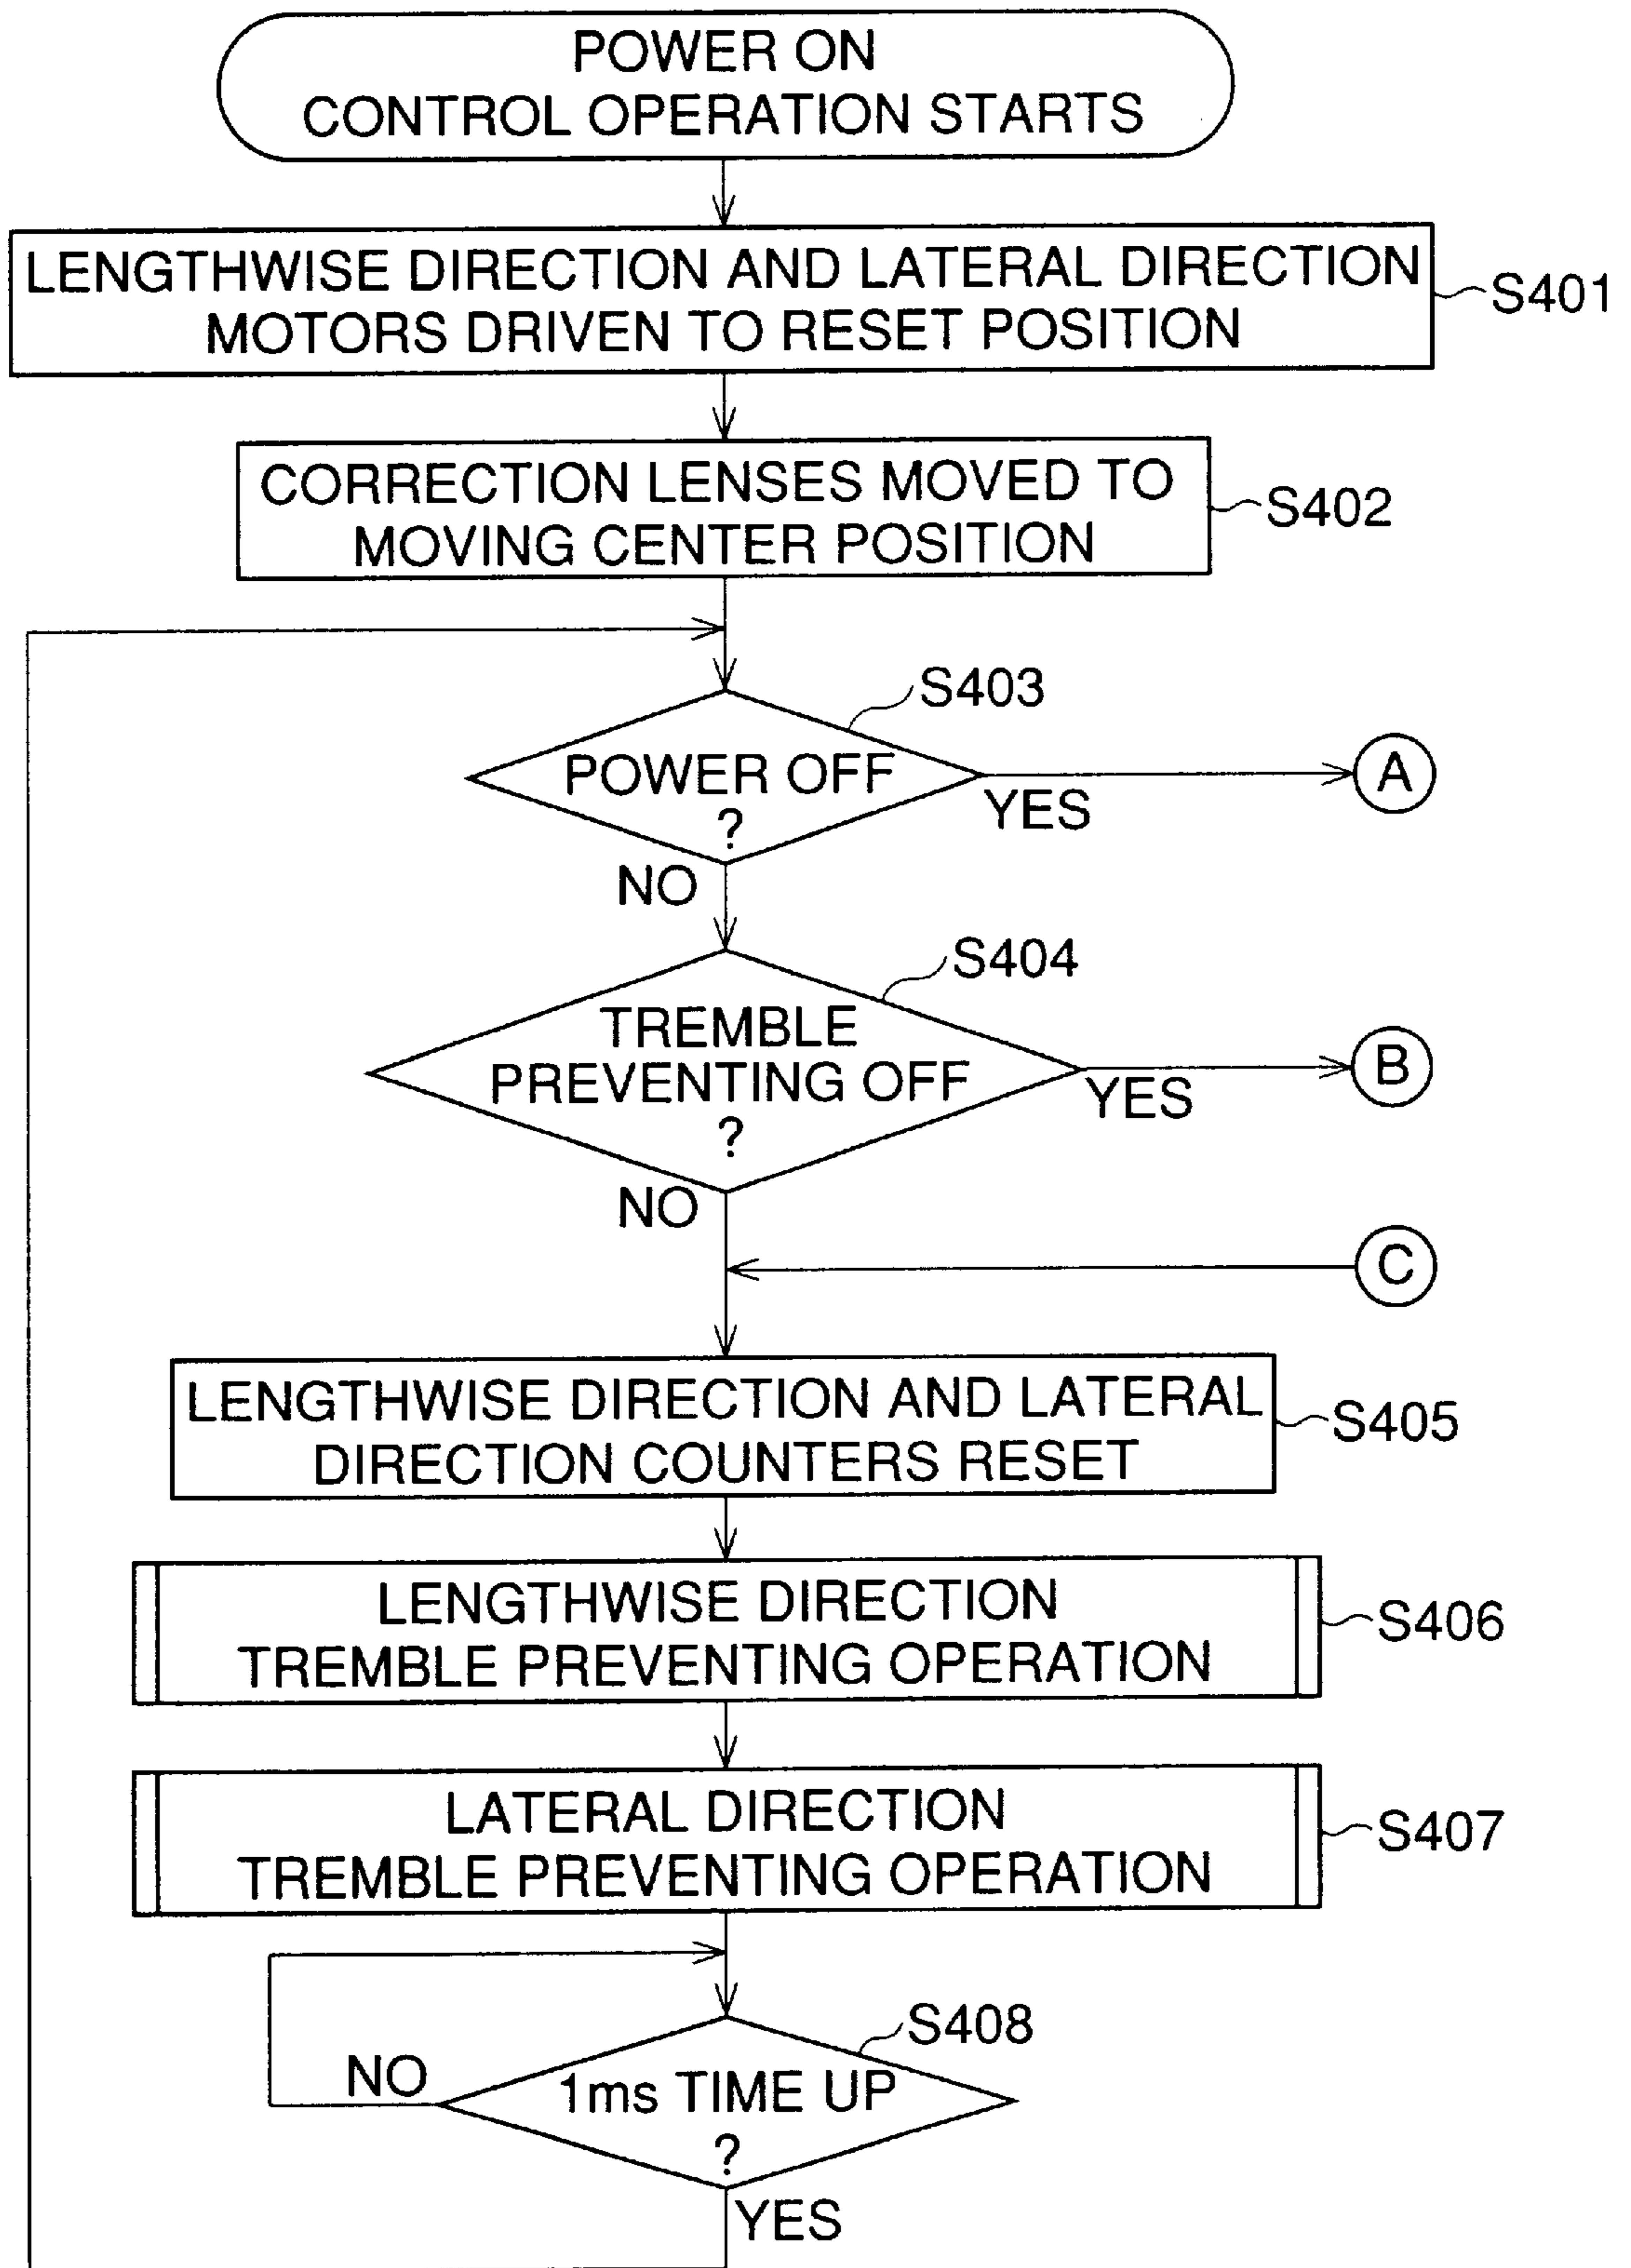 POWER ON
CONTROL OPERATION STARTS
LENGTHWISE DIRECTION AND LATERAL DIRECTION
MOTORS DRIVEN TO RESET POSITION
S401
CORRECTION LENSES MOVED TO
MOVING CENTER POSITION
S402
S403
POWER OFF
?
YES
A
NO
S404
TREMBLE
PREVENTING OFF
?
YES
B
NO
C
LENGTHWISE DIRECTION AND LATERAL
DIRECTION COUNTERS RESET
S405
LENGTHWISE DIRECTION
TREMBLE PREVENTING OPERATION
S406
LATERAL DIRECTION
TREMBLE PREVENTING OPERATION
S407
S408
NO
1ms TIME UP
?
YES